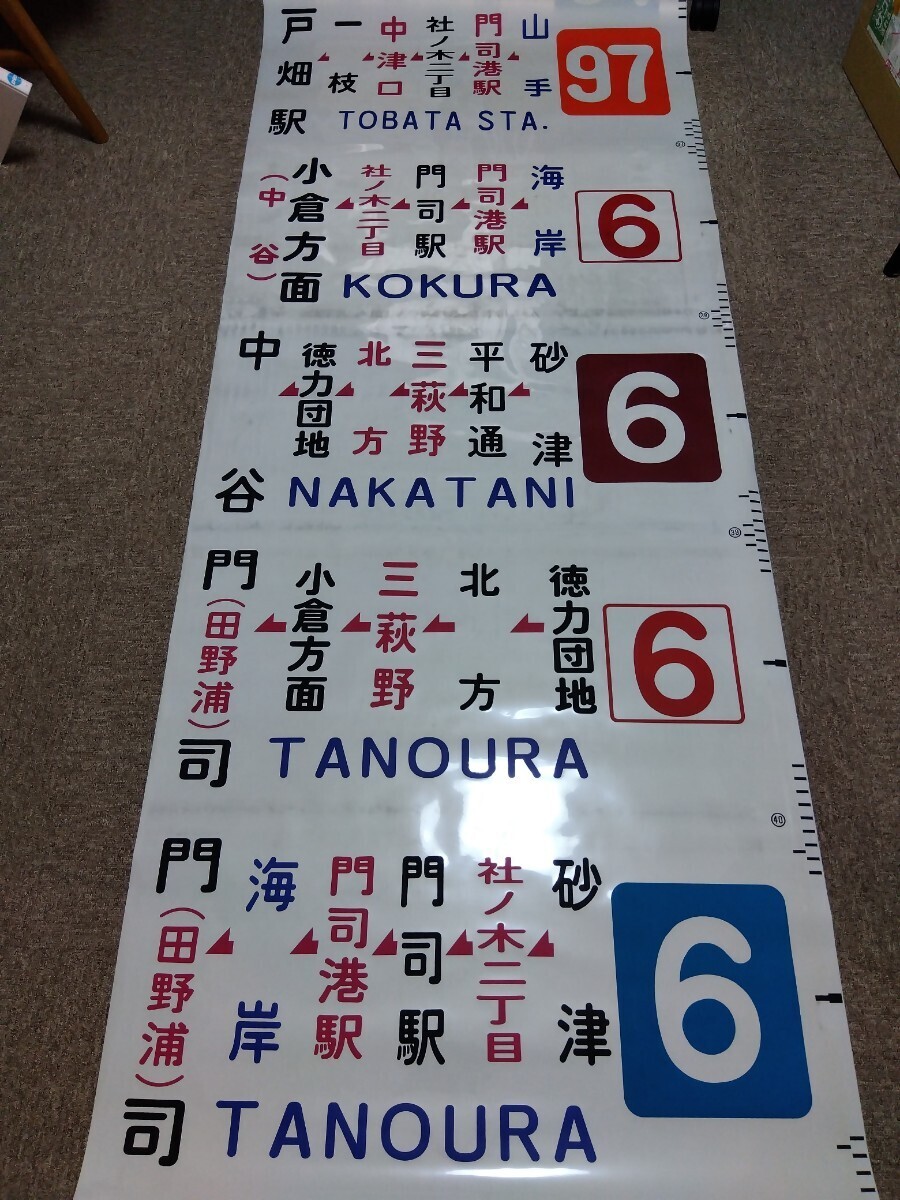 97
山手
門司港駅
社ノ木二丁目
中津口
一枝
戸畑駅
TOBATA STA.
6
海岸
門司港駅
門司駅
社ノ木二丁目
小倉方面
(中谷)
KOKURA
6
砂津
平和通
三萩野
北方
徳力団地
中谷
NAKATANI
39
6
徳力団地
北方
三萩野
小倉方面
門司
(田野浦)
TANOURA
40
6
砂津
社ノ木二丁目
門司駅
門司港駅
海岸
門司
(田野浦)
TANOURA